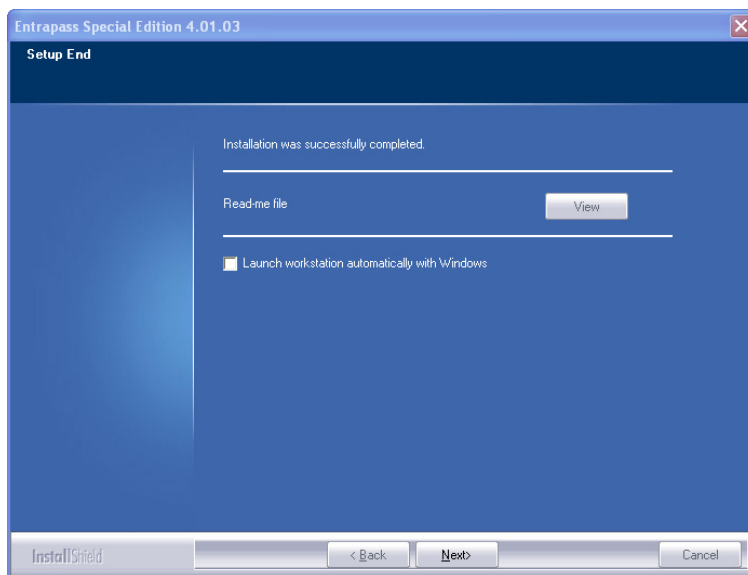 Entrapass Special Edition 4.01.03
Setup End
Installation was successfully completed.
Read-me file
View
Launch workstation automatically with Windows
InstallShield
< Back
Next>
Cancel